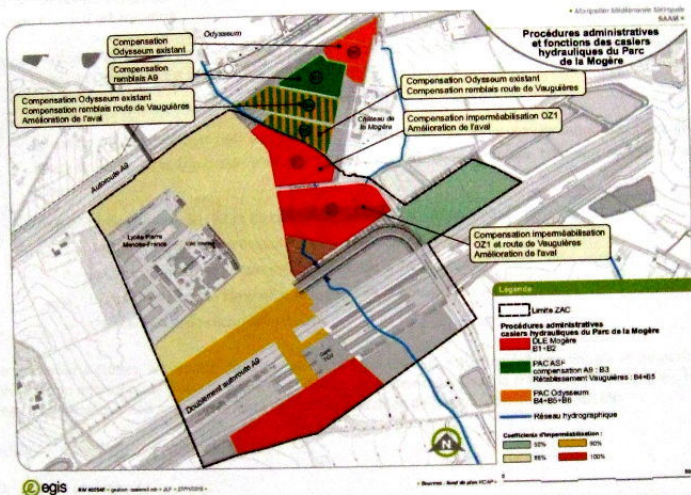 Montpellier Méditerranée Métropole
SAAM
Procédures administratives
et fonctions des casiers
hydrauliques du Parc
de la Mogère
Compensation
Odysseum existant
Odysseum
Compensation
remblais A9
Compensation Odysseum existant
Compensation remblais route de Vauguières
Compensation Odysseum existant
Compensation remblais route de Vauguières
Amélioration de l'aval
Château de
la Mogère
Compensation imperméabilisation OZ1
Amélioration de l'aval
Autoroute A9
Lycée Pierre
Mendès-France
Compensation imperméabilisation
OZ1 et route de Vauguières
Amélioration de l'aval
Doublement autoroute A9
Légende
Limite ZAC
Procédures administratives
casiers hydrauliques du Parc de la Mogère
DLE Mogère
B1+B2
PAC ASF
compensation A9 : B3
Rétablissement Vauguières : B4+B5
PAC Odysseum
B4+B5+B6
Réseau hydrographique
Coefficients d'imperméabilisation :
50%
90%
100%
N
egis